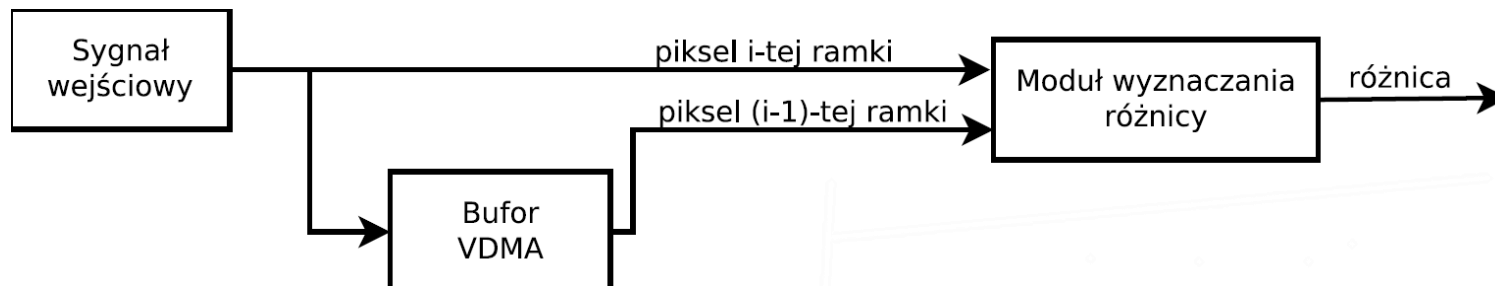 Sygnał
wejściowy
piksel i-tej ramki
piksel (i-1)-tej ramki
Moduł wyznaczania
różnicy
różnica
Bufor
VDMA